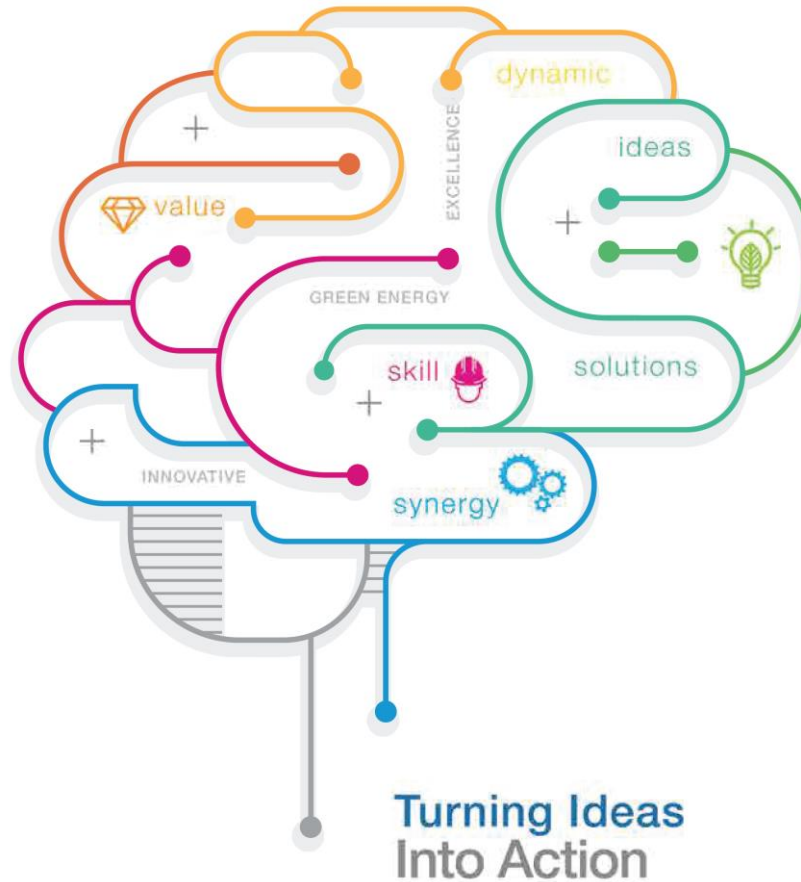 dynamic
EXCELLENCE
ideas
value
GREEN ENERGY
skill
solutions
INNOVATIVE
synergy
Turning Ideas
Into Action